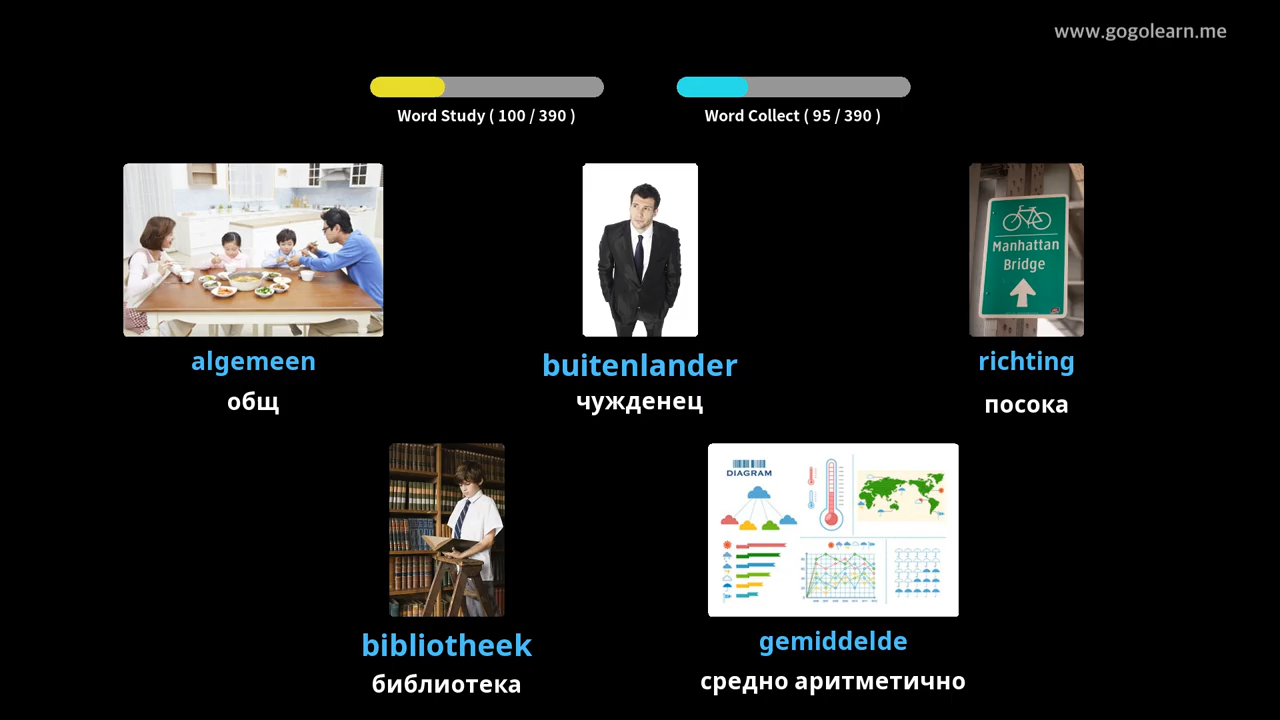 www.gogolearn.me
Word Study ( 100 / 390 )
Word Collect ( 95 / 390 )
Manhattan
Bridge
algemeen
общ
buitenlander
чужденец
richting
посока
DIAGRAM
bibliotheek
библиотека
gemiddelde
средно аритметично